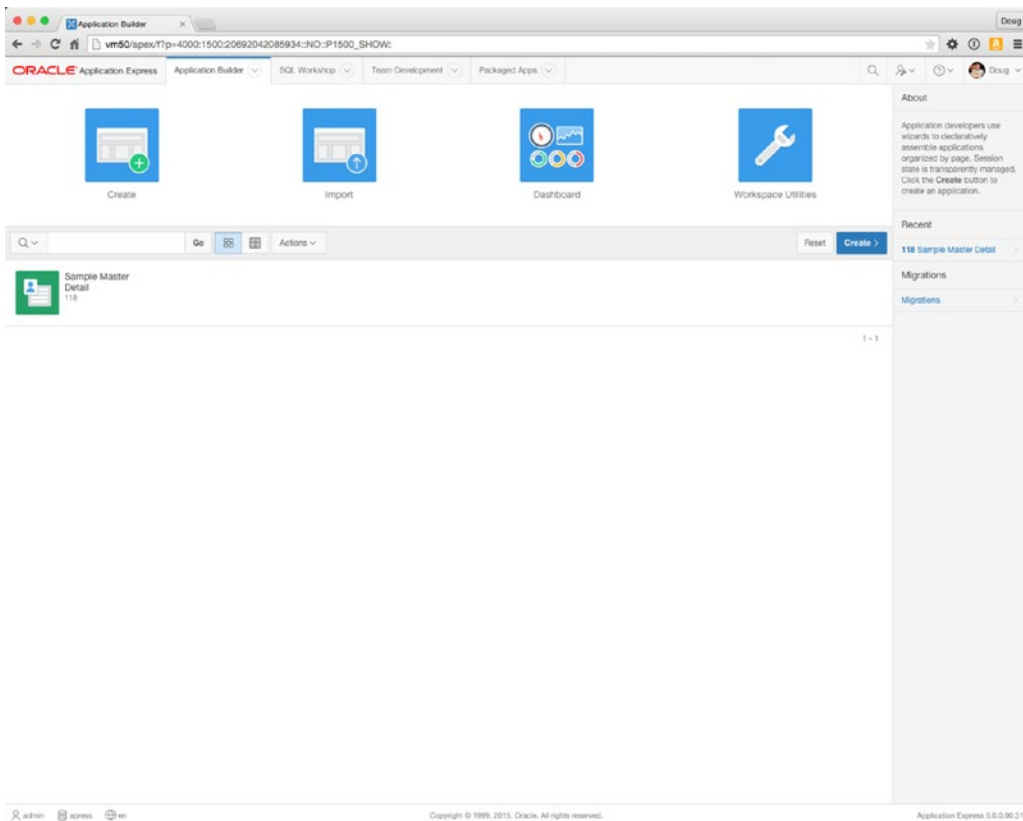 Application Builder
Doug
vm50/apex/f?p=4000:1500:20692042085934::NO::P1500_SHOW:
ORACLE Application Express
Application Builder
SQL Workshop
Team Development
Packaged Apps
Doug
Create
Import
Dashboard
Workspace Utilities
Go
Actions
Reset
Create >
Sample Master
Detail
118
1 - 1
About
Application developers use
wizards to declaratively
assemble applications
organized by page. Session
state is transparently managed.
Click the Create button to
create an application.
Recent
118 Sample Master Detail
Migrations
Migrations
admin
apress
en
Copyright © 1999, 2015, Oracle. All rights reserved.
Application Express 5.0.0.00.31